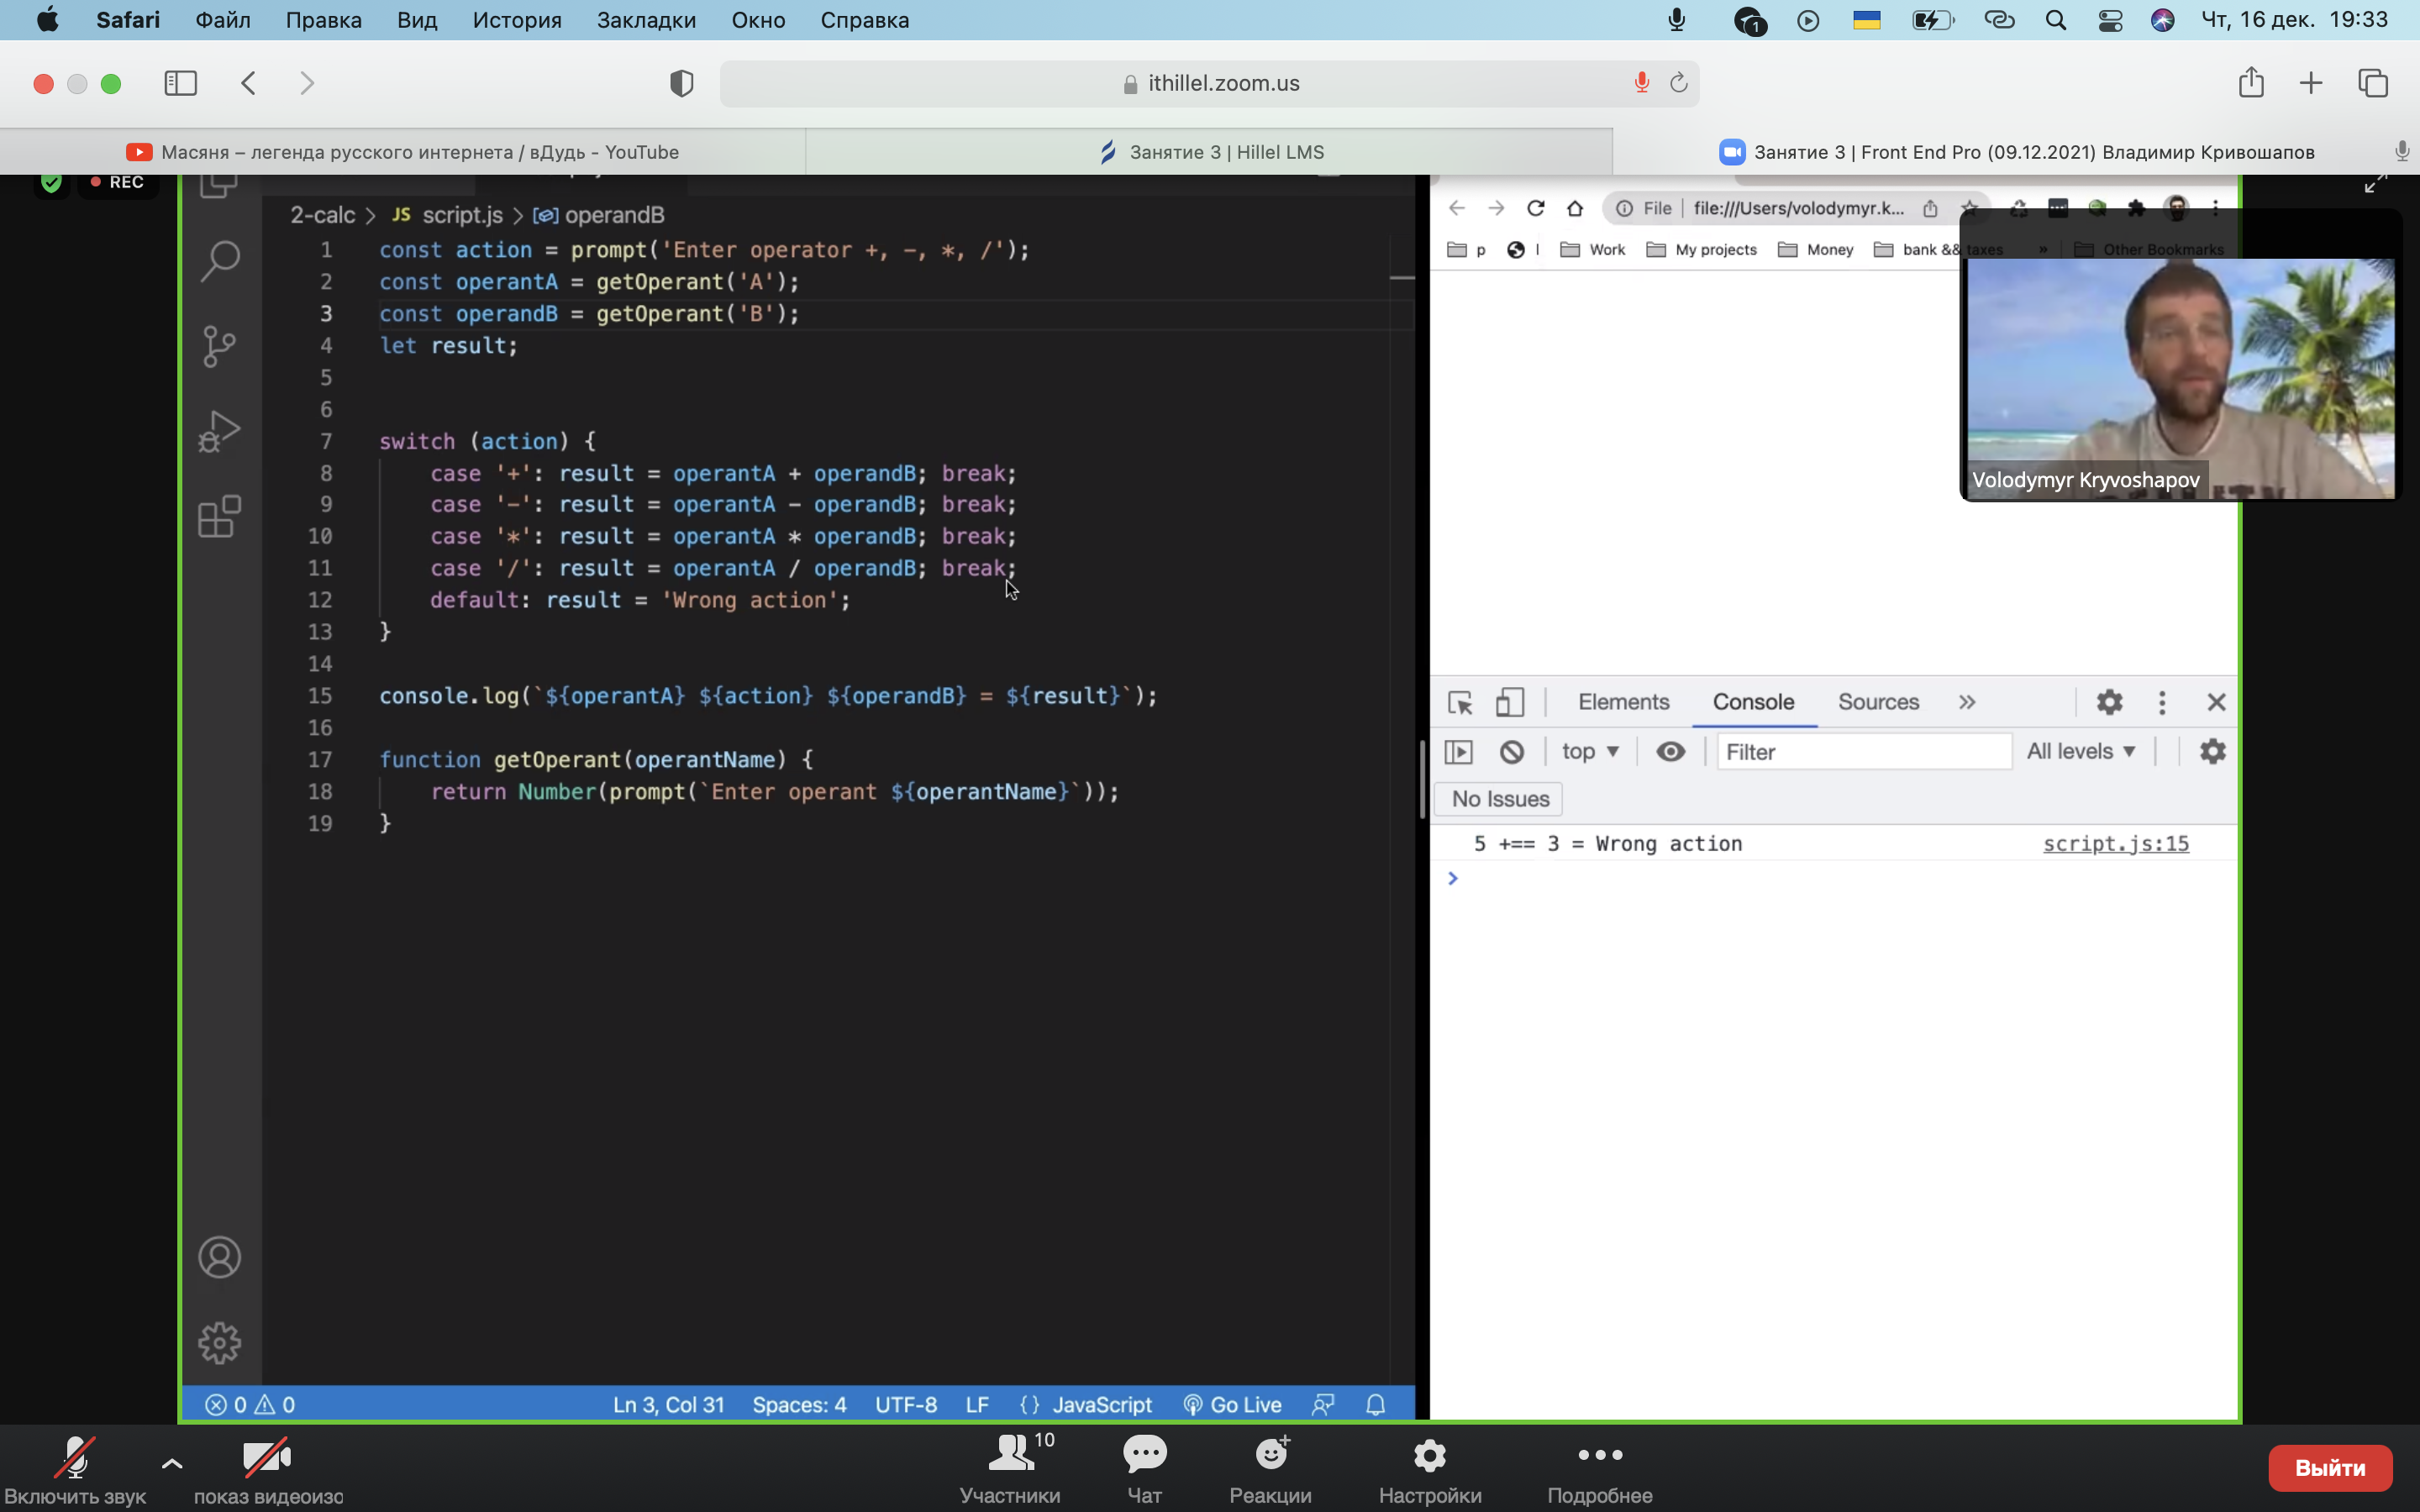 Safari Файл Правка Вид История Закладки Окно Справка 1 Чт, 16 дек. 19:33
ithillel.zoom.us
Масяня – легенда русского интернета / вДудь - YouTube
Занятие 3 | Hillel LMS
Занятие 3 | Front End Pro (09.12.2021) Владимир Кривошапов
REC
2-calc > JS script.js > operandB
1 const action = prompt('Enter operator +, -, *, /');
2 const operantA = getOperant('A');
3 const operandB = getOperant('B');
4 let result;
5
6
7 switch (action) {
8 case '+': result = operantA + operandB; break;
9 case '-': result = operantA - operandB; break;
10 case '*': result = operantA * operandB; break;
11 case '/': result = operantA / operandB; break;
12 default: result = 'Wrong action';
13 }
14
15 console.log(`${operantA} ${action} ${operandB} = ${result}`);
16
17 function getOperant(operantName) {
18 return Number(prompt(`Enter operant ${operantName}`));
19 }
0 0 Ln 3, Col 31 Spaces: 4 UTF-8 LF {} JavaScript Go Live
File file:///Users/volodymyr.k...
p l Work My projects Money bank && taxes » Other Bookmarks
Volodymyr Kryvoshapov
Elements Console Sources »
top ▼ Filter All levels ▼
No Issues
5 +== 3 = Wrong action script.js:15
>
Включить звук показ видеоизо Участники 10 Чат Реакции Настройки Подробнее Выйти